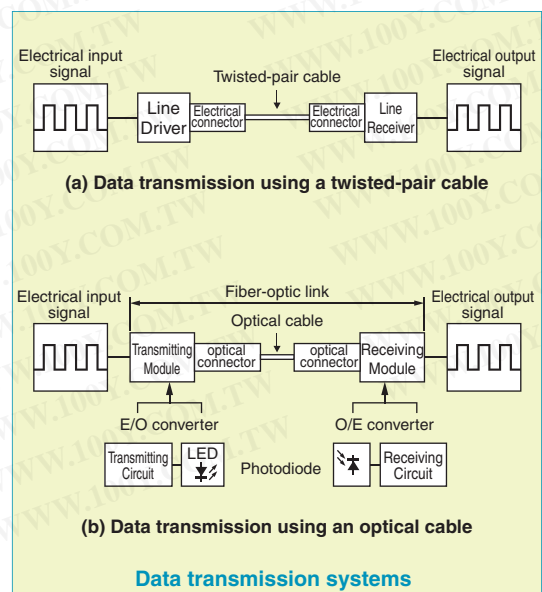 Electrical input
signal
Electrical output
signal
Twisted-pair cable
Line
Driver
Electrical
connector
Electrical
connector
Line
Receiver
(a) Data transmission using a twisted-pair cable
Fiber-optic link
Electrical input
signal
Electrical output
signal
Optical cable
Transmitting
Module
optical
connector
optical
connector
Receiving
Module
E/O converter
O/E converter
Transmitting
Circuit
LED
Photodiode
Receiving
Circuit
(b) Data transmission using an optical cable
Data transmission systems
WWW.100Y.COM.TW